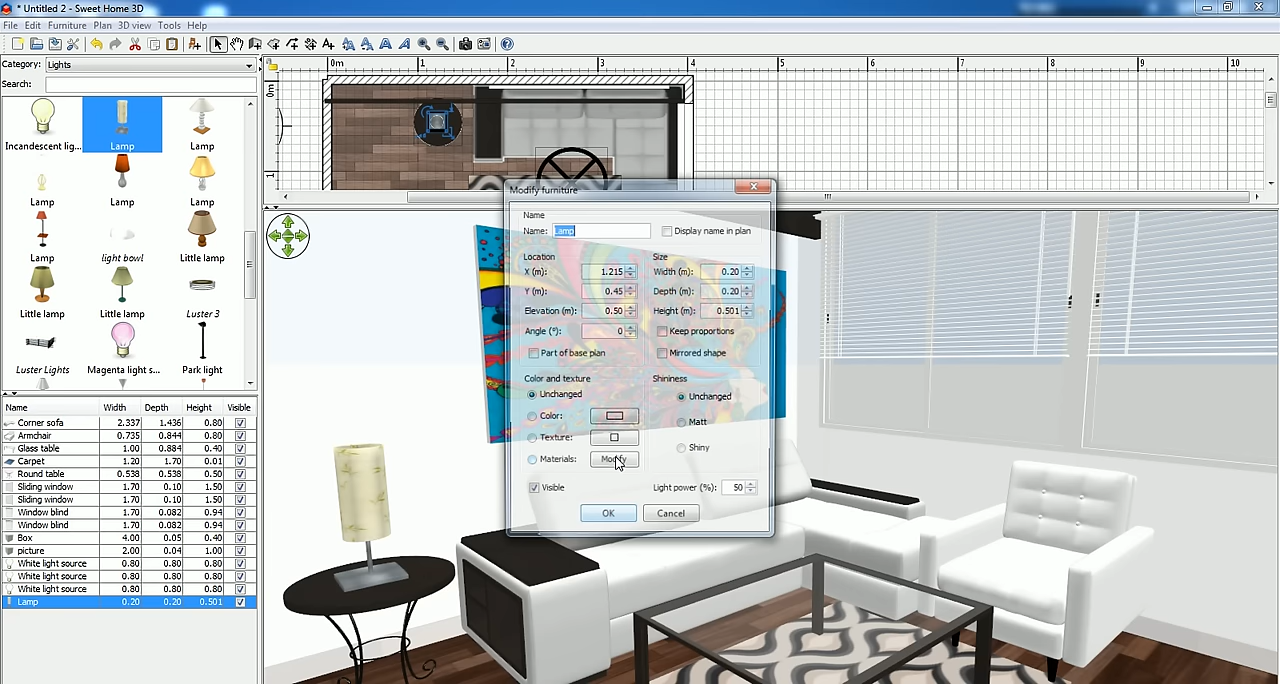 * Untitled 2 - Sweet Home 3D
File Edit Furniture Plan 3D view Tools Help
Category: Lights
Search:
0m 1 2 3 4 5 6 7 8 9 10
0m
1
Incandescent lig... Lamp Lamp
Lamp Lamp Lamp
Lamp light bowl Little lamp
Little lamp Little lamp Luster 3
Luster Lights Magenta light s... Park light
Name Width Depth Height Visible
Corner sofa 2.337 1.436 0.80
Armchair 0.735 0.844 0.80
Glass table 1.00 0.884 0.40
Carpet 1.20 1.70 0.01
Round table 0.538 0.538 0.50
Sliding window 1.70 0.10 1.50
Sliding window 1.70 0.10 1.50
Window blind 1.70 0.082 0.94
Window blind 1.70 0.082 0.94
Box 4.00 0.05 0.40
picture 2.00 0.04 1.00
White light source 0.80 0.80 0.80
White light source 0.80 0.80 0.80
White light source 0.80 0.80 0.80
Lamp 0.20 0.20 0.501
Modify furniture
Name
Name: Lamp Display name in plan
Location Size
X (m): 1.215 Width (m): 0.20
Y (m): 0.45 Depth (m): 0.20
Elevation (m): 0.50 Height (m): 0.501
Angle (°): 0 Keep proportions
Part of base plan Mirrored shape
Color and texture Shininess
Unchanged Unchanged
Color: Matt
Texture: Shiny
Materials: Modify
Visible Light power (%): 50
OK Cancel